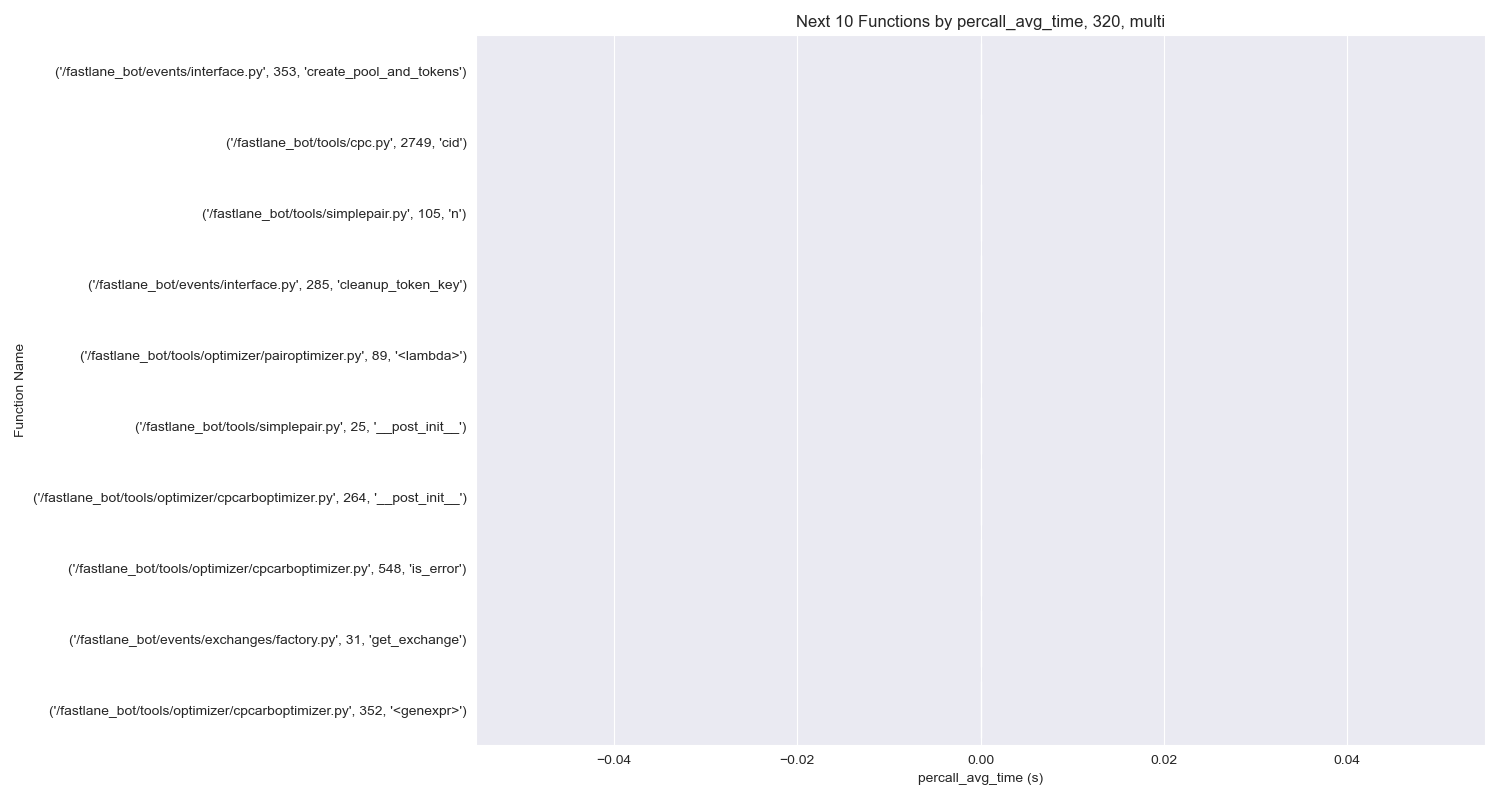 Next 10 Functions by percall_avg_time, 320, multi
('/fastlane_bot/events/interface.py', 353, 'create_pool_and_tokens')
('/fastlane_bot/tools/cpc.py', 2749, 'cid')
('/fastlane_bot/tools/simplepair.py', 105, 'n')
('/fastlane_bot/events/interface.py', 285, 'cleanup_token_key')
('/fastlane_bot/tools/optimizer/pairoptimizer.py', 89, '<lambda>')
('/fastlane_bot/tools/simplepair.py', 25, '__post_init__')
('/fastlane_bot/tools/optimizer/cpcarboptimizer.py', 264, '__post_init__')
('/fastlane_bot/tools/optimizer/cpcarboptimizer.py', 548, 'is_error')
('/fastlane_bot/events/exchanges/factory.py', 31, 'get_exchange')
('/fastlane_bot/tools/optimizer/cpcarboptimizer.py', 352, '<genexpr>')
Function Name
−0.04 −0.02 0.00 0.02 0.04
percall_avg_time (s)